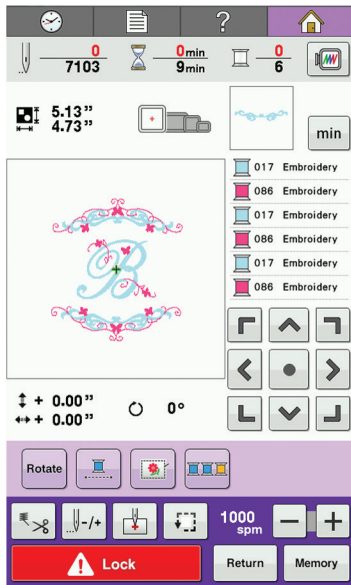 ?
0 0min 0
7103 9min 6
5.13"
4.73"
min
017 Embroidery
086 Embroidery
017 Embroidery
086 Embroidery
017 Embroidery
086 Embroidery
B
+ 0.00"
+ 0.00"
0°
Rotate
-/+
1000
spm
- +
Lock
Return
Memory